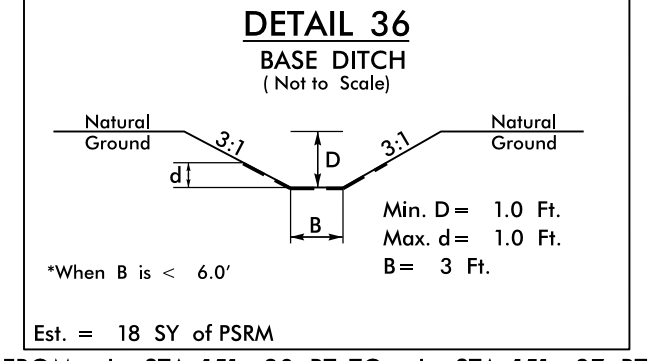 DETAIL 36
BASE DITCH
( Not to Scale)
Natural
Ground
3:1
D
3:1
Natural
Ground
d
B
Min. D = 1.0 Ft.
Max. d = 1.0 Ft.
B = 3 Ft.
*When B is < 6.0'
Est. = 18 SY of PSRM